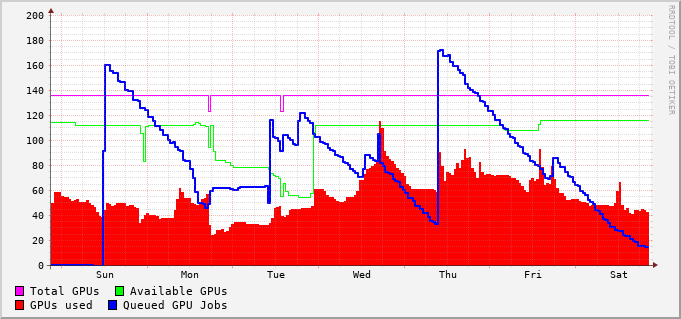 RRDTOOL / TOBI OETIKER
200
180
160
140
120
100
80
60
40
20
0
Sun Mon Tue Wed Thu Fri Sat
Total GPUs Available GPUs
GPUs used Queued GPU Jobs